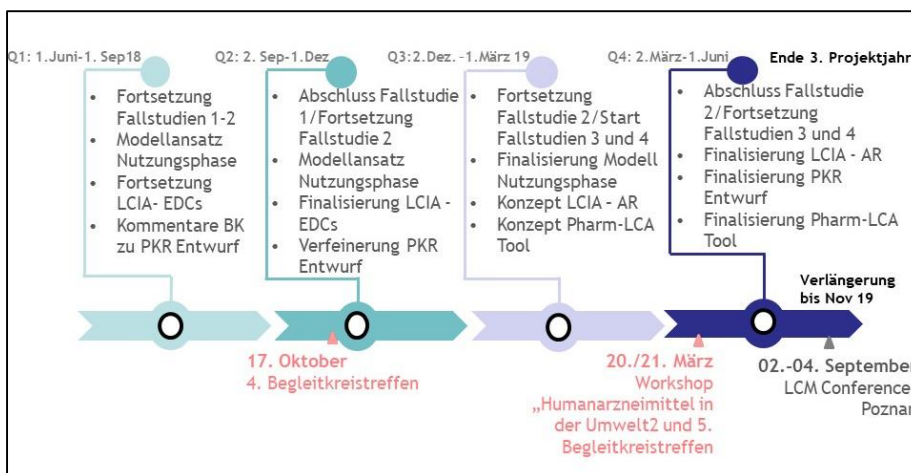 Q1: 1.Juni-1. Sep18
Fortsetzung
Fallstudien 1-2
Modellansatz
Nutzungsphase
Fortsetzung
LCIA- EDCs
Kommentare BK
zu PKR Entwurf
Q2: 2. Sep-1.Dez
Abschluss Fallstudie
1/Fortsetzung
Fallstudie 2
Modellansatz
Nutzungsphase
Finalisierung LCIA -
EDCs
Verfeinerung PKR
Entwurf
Q3:2.Dez. -1.März 19
Fortsetzung
Fallstudie 2/Start
Fallstudien 3 und 4
Finalisierung Modell
Nutzungsphase
Konzept LCIA - AR
Konzept Pharm-LCA
Tool
Q4: 2.März-1.Juni
Ende 3. Projektjahr
Abschluss Fallstudie
2/Fortsetzung
Fallstudien 3 und 4
Finalisierung LCIA - AR
Finalisierung PKR
Entwurf
Finalisierung Pharm-LCA
Tool
Verlängerung
bis Nov 19
17. Oktober
4. Begleitkreistreffen
20./21. März
Workshop
„Humanarzneimittel in
der Umwelt2 und 5.
Begleitkreistreffen
02.-04. September
LCM Conference
Poznan